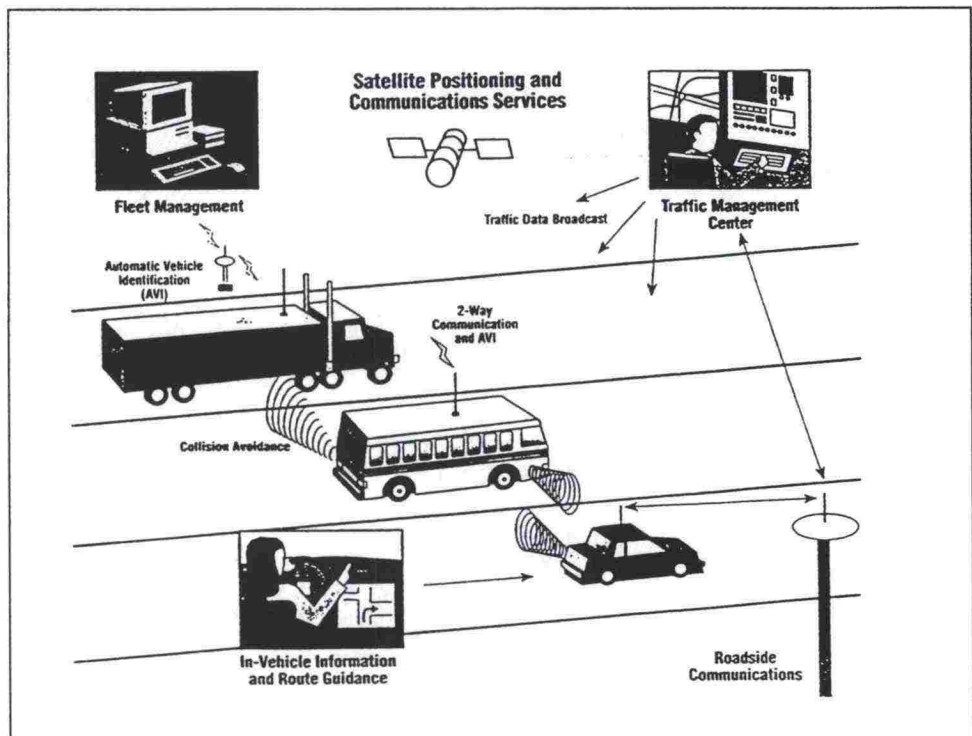 Satellite Positioning and
Communications Services
Fleet Management
Traffic Data Broadcast
Traffic Management
Center
Automatic Vehicle
Identification
(AVI)
2-Way
Communication
and AVI
Collision Avoidance
In-Vehicle Information
and Route Guidance
Roadside
Communications